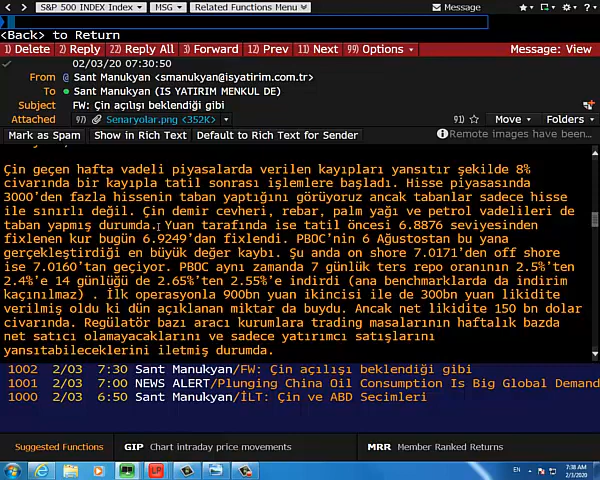 S&P 500 INDEX Index
MSG
Related Functions Menu
Message
<Back> to Return
1) Delete 2) Reply 22) Reply All 3) Forward 12) Prev 11) Next 99) Options Message: View
02/03/20 07:30:50
From @ Sant Manukyan <smanukyan@isyatirim.com.tr>
To Sant Manukyan (IS YATIRIM MENKUL DE)
Subject FW: Çin açılışı beklendiği gibi
Attached 97) Senaryolar.png <352K> 91) Move Folders
Mark as Spam Show in Rich Text Default to Rich Text for Sender Remote images have been...
Çin geçen hafta vadeli piyasalarda verilen kayıpları yansıtır şekilde 8%
civarında bir kayıpla tatil sonrası işlemlere başladı. Hisse piyasasında
3000'den fazla hissenin taban yaptığını görüyoruz ancak tabanlar sadece hisse
ile sınırlı değil. Çin demir cevheri, rebar, palm yağı ve petrol vadelileri de
taban yapmış durumda. Yuan tarafında ise tatil öncesi 6.8876 seviyesinden
fixlenen kur bugün 6.9249'dan fixlendi. PBOC'nin 6 Ağustostan bu yana
gerçekleştirdiği en büyük değer kaybı. Şu anda on shore 7.0171'den off shore
ise 7.0160'tan geçiyor. PBOC aynı zamanda 7 günlük ters repo oranının 2.5%'ten
2.4%'e 14 günlüğü de 2.65%'ten 2.55%'e indirdi (ana benchmarklarda da indirim
kaçınılmaz) . İlk operasyonla 900bn yuan ikincisi ile de 300bn yuan likidite
verilmiş oldu ki dün açıklanan miktar da buydu. Ancak net likidite 150 bn dolar
civarında. Regülatör bazı aracı kurumlara trading masalarının haftalık bazda
net satıcı olamayacaklarını ve sadece yatırımcı satışlarını
yansıtabileceklerini iletmiş durumda.
1002 2/03 7:30 Sant Manukyan/FW: Çin açılışı beklendiği gibi
1001 2/03 7:00 NEWS ALERT/Plunging China Oil Consumption Is Big Global Demand
1000 2/03 6:50 Sant Manukyan/İLT: Çin ve ABD Secimleri
Suggested Functions GIP Chart intraday price movements MRR Member Ranked Returns
EN 7:38 AM
2/3/2020